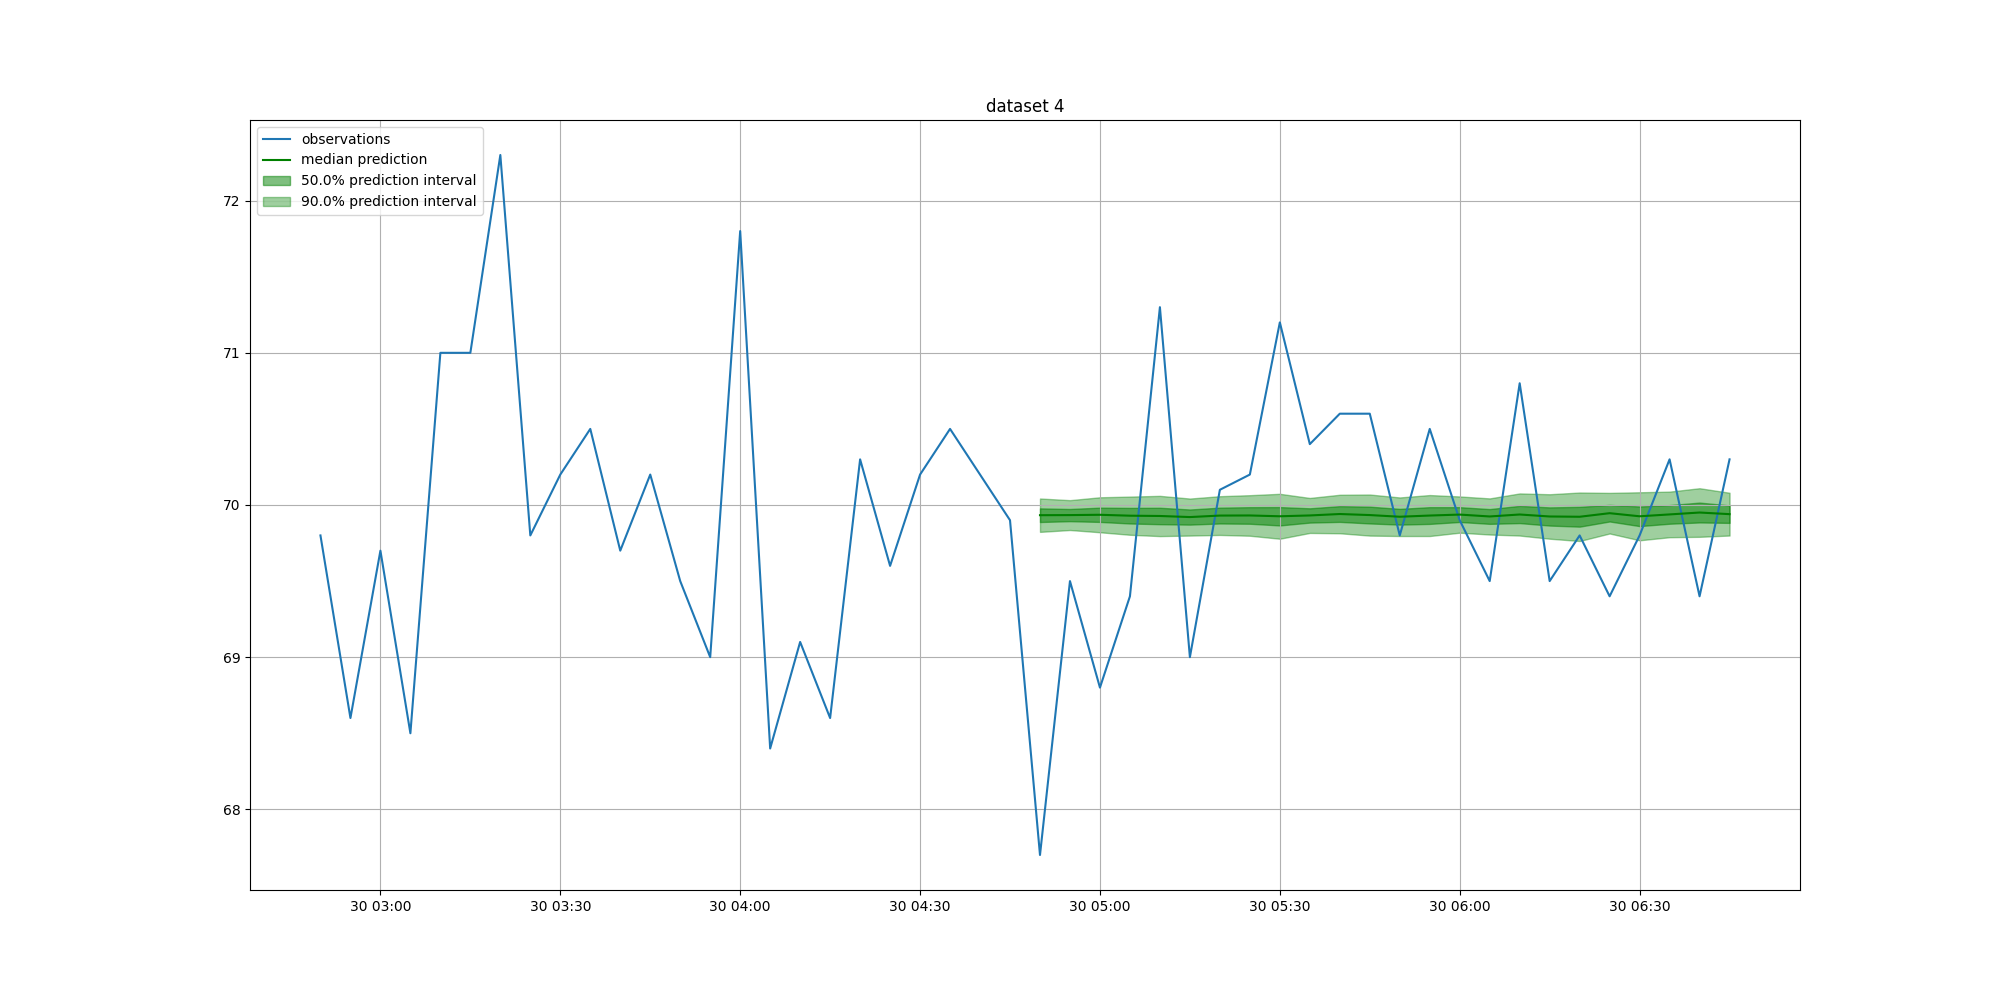 dataset 4
observations
median prediction
50.0% prediction interval
90.0% prediction interval
72
71
70
69
68
30 03:00
30 03:30
30 04:00
30 04:30
30 05:00
30 05:30
30 06:00
30 06:30